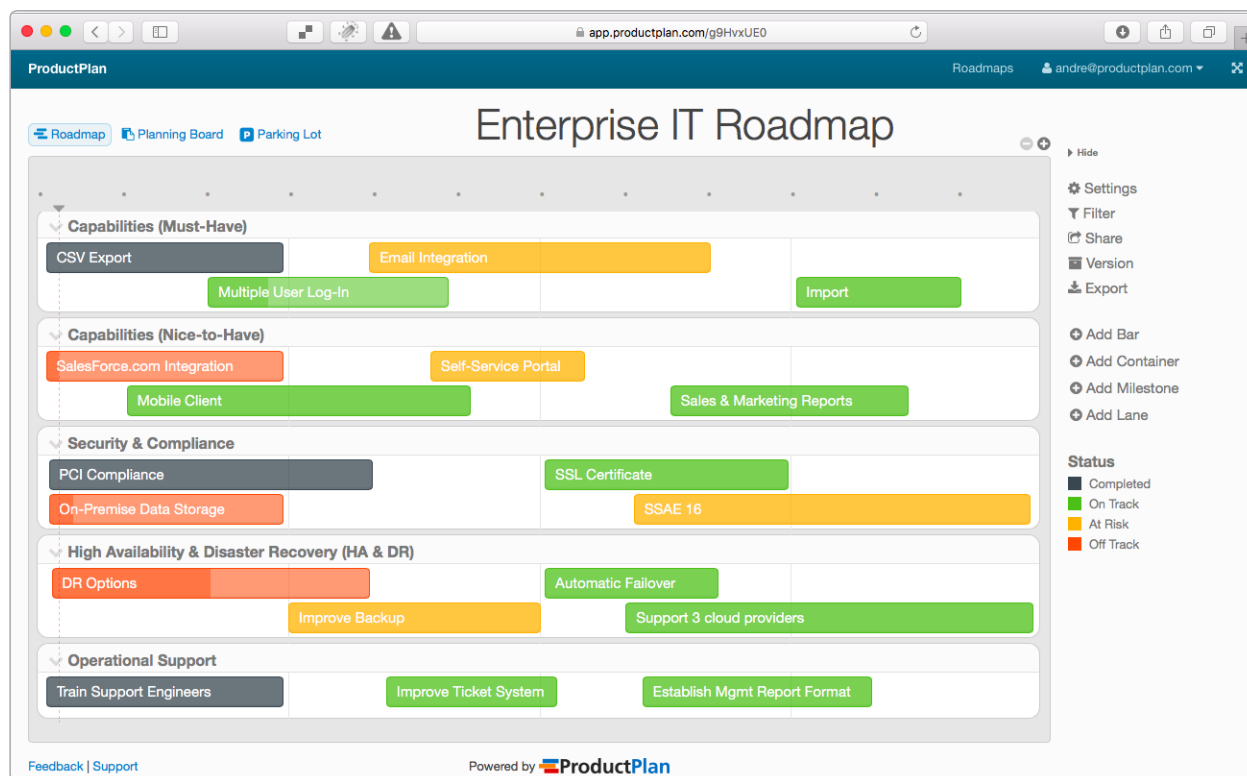 app.productplan.com/g9HvxUE0
ProductPlan
Roadmaps
andre@productplan.com
Roadmap
Planning Board
P Parking Lot
Enterprise IT Roadmap
Hide
Settings
Filter
Share
Version
Export
Add Bar
Add Container
Add Milestone
Add Lane
Status
Completed
On Track
At Risk
Off Track
Capabilities (Must-Have)
CSV Export
Email Integration
Multiple User Log-In
Import
Capabilities (Nice-to-Have)
SalesForce.com Integration
Self-Service Portal
Mobile Client
Sales & Marketing Reports
Security & Compliance
PCI Compliance
SSL Certificate
On-Premise Data Storage
SSAE 16
High Availability & Disaster Recovery (HA & DR)
DR Options
Automatic Failover
Improve Backup
Support 3 cloud providers
Operational Support
Train Support Engineers
Improve Ticket System
Establish Mgmt Report Format
Feedback | Support
Powered by ProductPlan